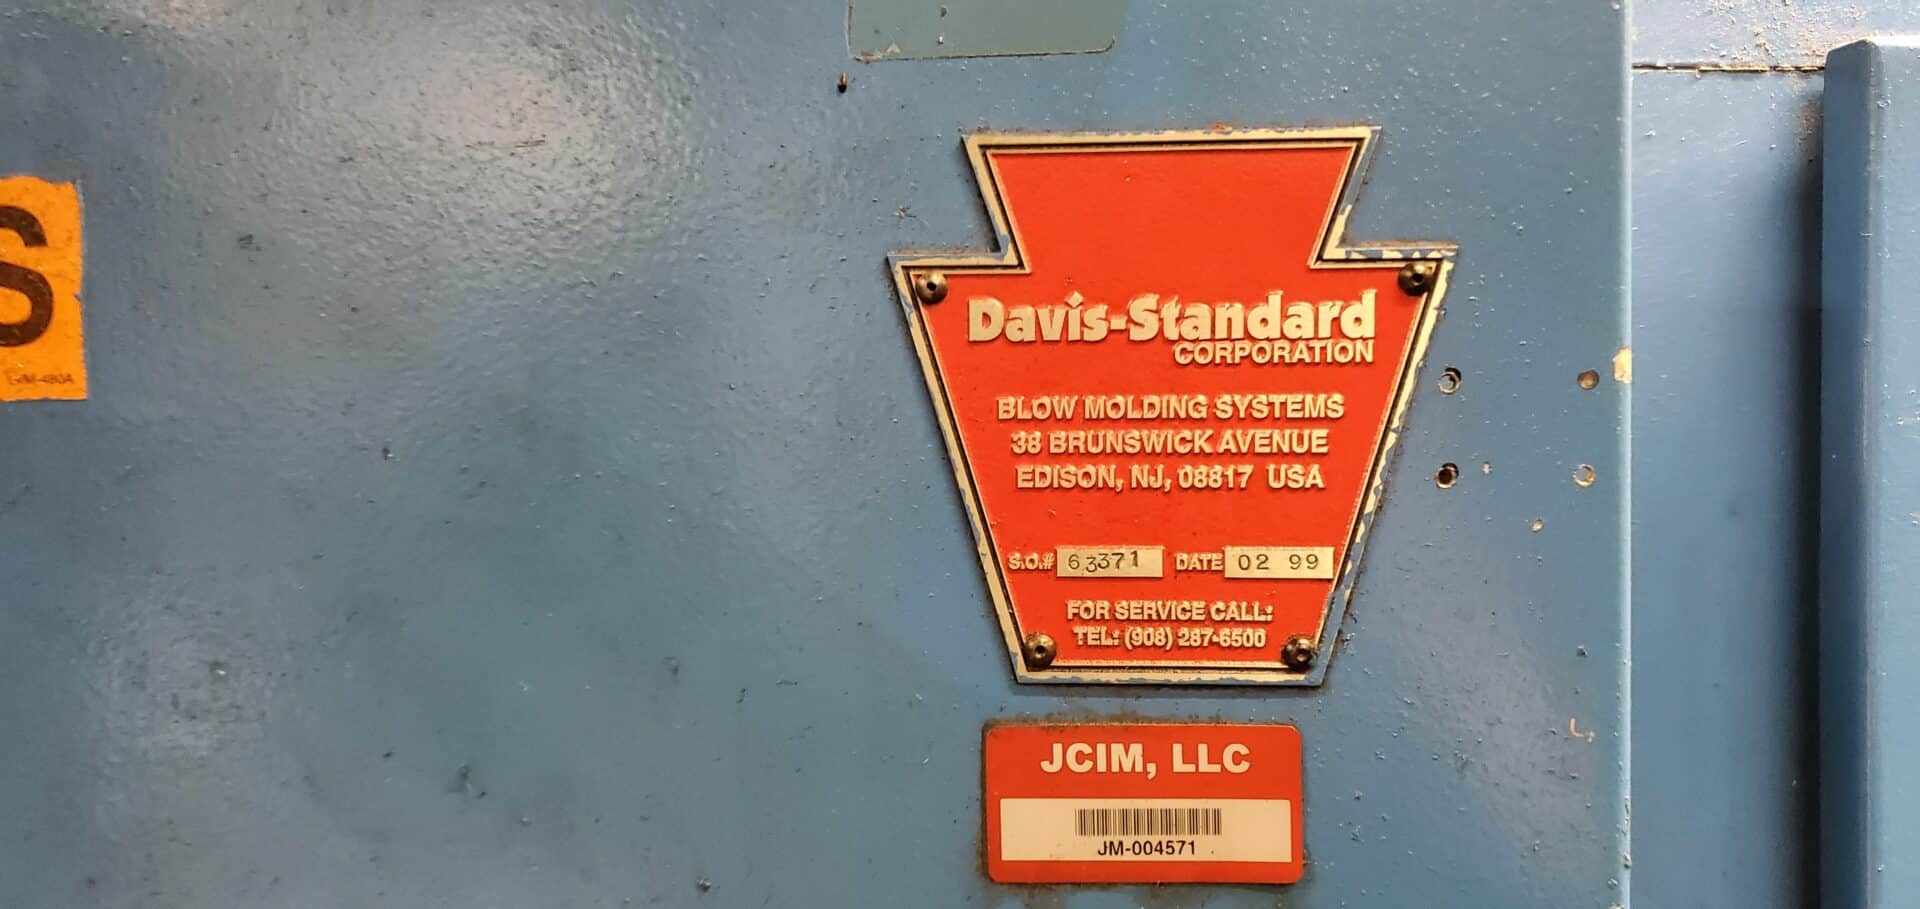 S
Davis-Standard
CORPORATION
BLOW MOLDING SYSTEMS
38 BRUNSWICK AVENUE
EDISON, NJ, 08817 USA
S.O.# 63371 DATE 02 99
FOR SERVICE CALL:
TEL: (908) 287-6500
JCIM, LLC
JM-004571